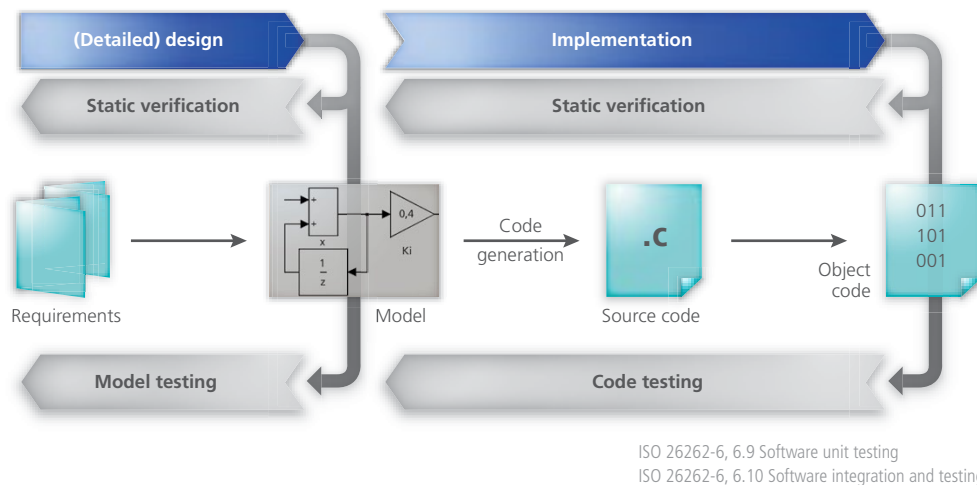 (Detailed) design
Implementation
Static verification
Static verification
+
+
x
1
z
0,4
Ki
Code
generation
.c
011
101
001
Object
code
Requirements
Model
Source code
Model testing
Code testing
ISO 26262-6, 6.9 Software unit testing
ISO 26262-6, 6.10 Software integration and testing